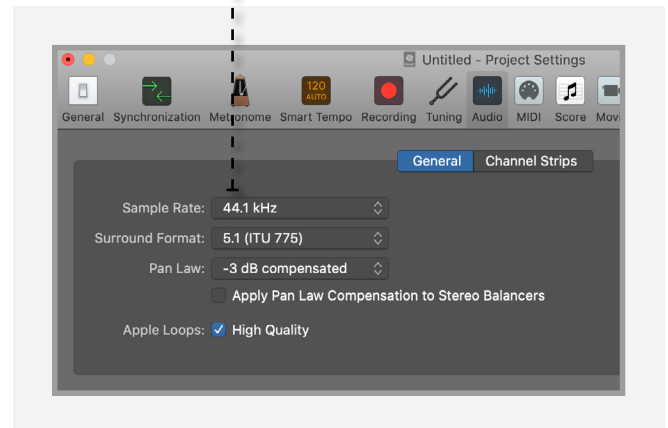 Untitled - Project Settings
120
AUTO
General Synchronization Metronome Smart Tempo Recording Tuning Audio MIDI Score
General Channel Strips
Sample Rate: 44.1 kHz
Surround Format: 5.1 (ITU 775)
Pan Law: -3 dB compensated
Apply Pan Law Compensation to Stereo Balancers
Apple Loops: High Quality